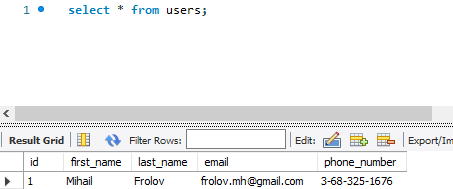 1 select * from users;
Result Grid Filter Rows: Edit: Export/Im
id first_name last_name email phone_number
1 Mihail Frolov frolov.mh@gmail.com 3-68-325-1676